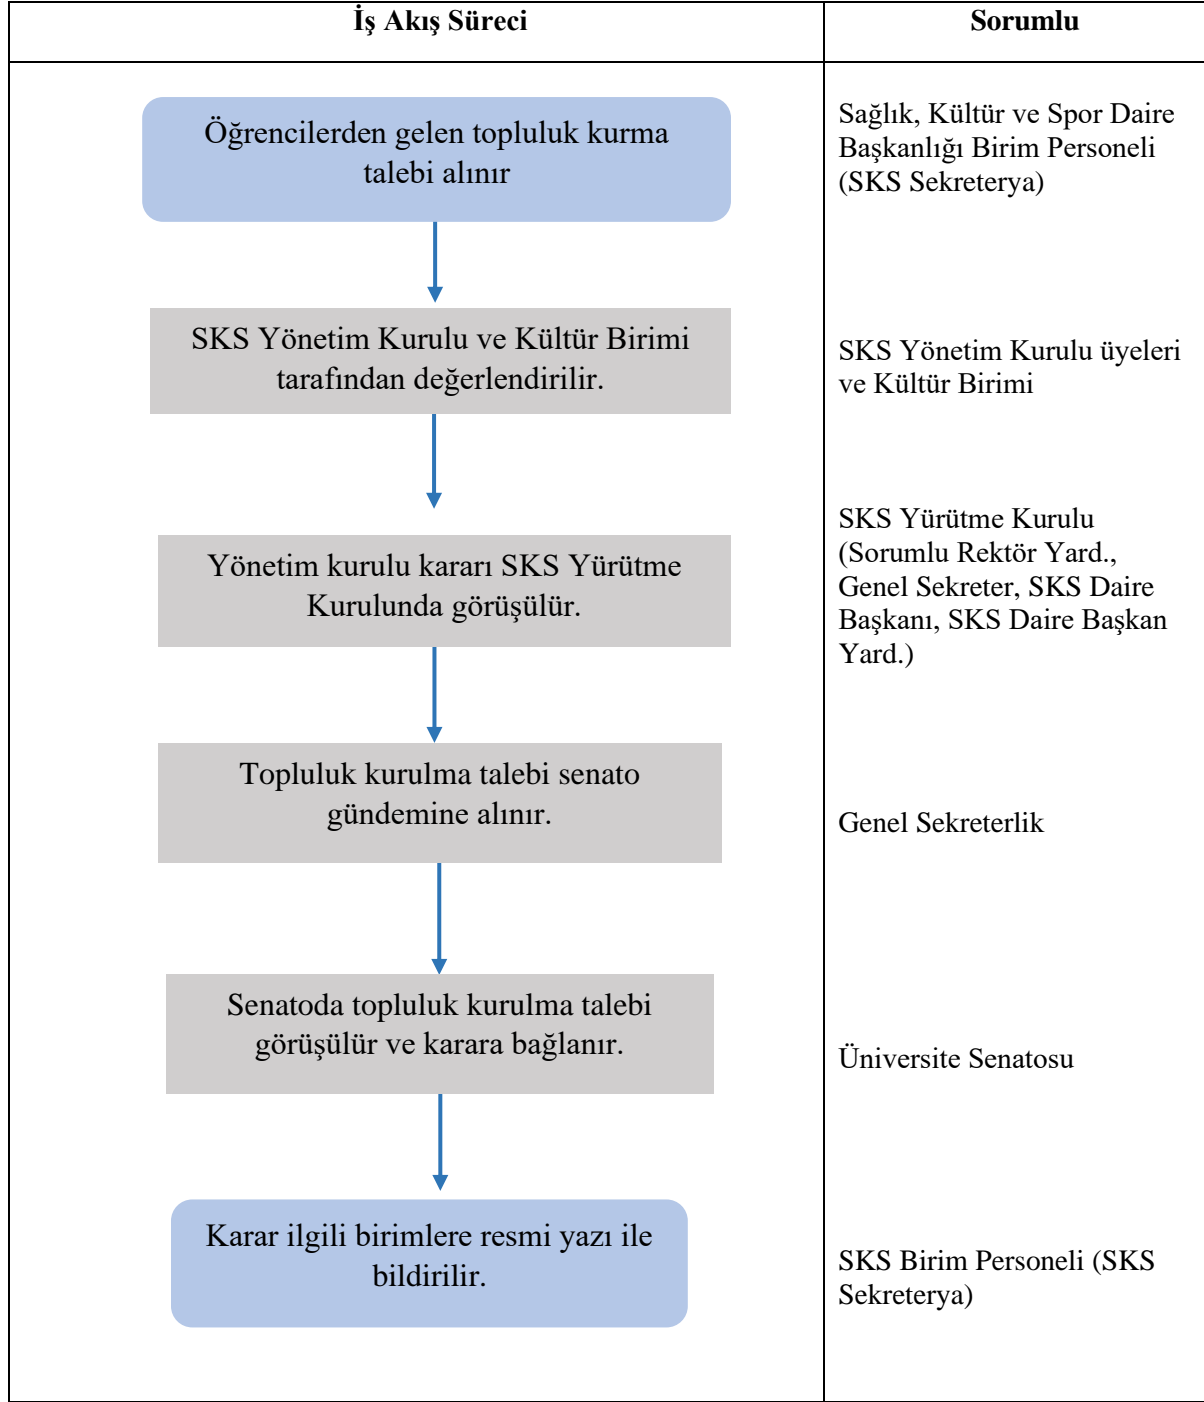 İş Akış Süreci
Sorumlu
Öğrencilerden gelen topluluk kurma
talebi alınır
Sağlık, Kültür ve Spor Daire
Başkanlığı Birim Personeli
(SKS Sekreterya)
SKS Yönetim Kurulu ve Kültür Birimi
tarafından değerlendirilir.
SKS Yönetim Kurulu üyeleri
ve Kültür Birimi
Yönetim kurulu kararı SKS Yürütme
Kurulunda görüşülür.
SKS Yürütme Kurulu
(Sorumlu Rektör Yard.,
Genel Sekreter, SKS Daire
Başkanı, SKS Daire Başkan
Yard.)
Topluluk kurulma talebi senato
gündemine alınır.
Genel Sekreterlik
Senatoda topluluk kurulma talebi
görüşülür ve karara bağlanır.
Üniversite Senatosu
Karar ilgili birimlere resmi yazı ile
bildirilir.
SKS Birim Personeli (SKS
Sekreterya)